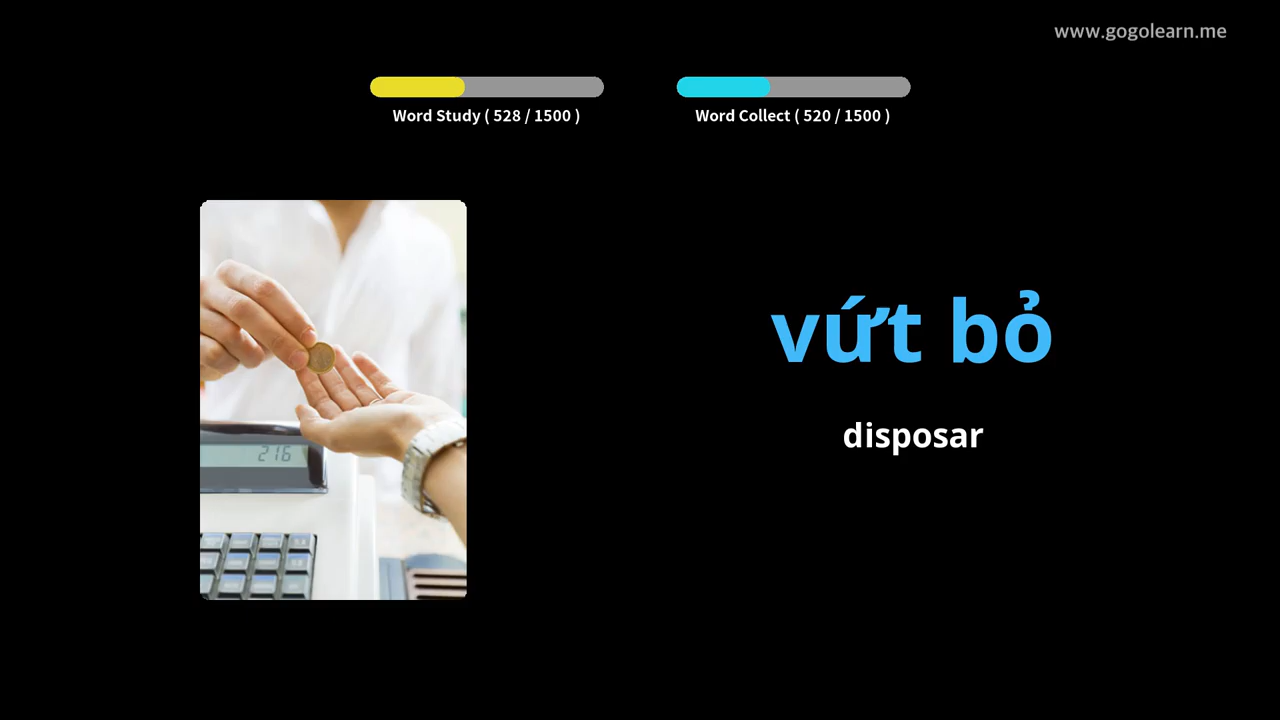 www.gogolearn.me
Word Study ( 528 / 1500 )
Word Collect ( 520 / 1500 )
216
vứt bỏ
disposar